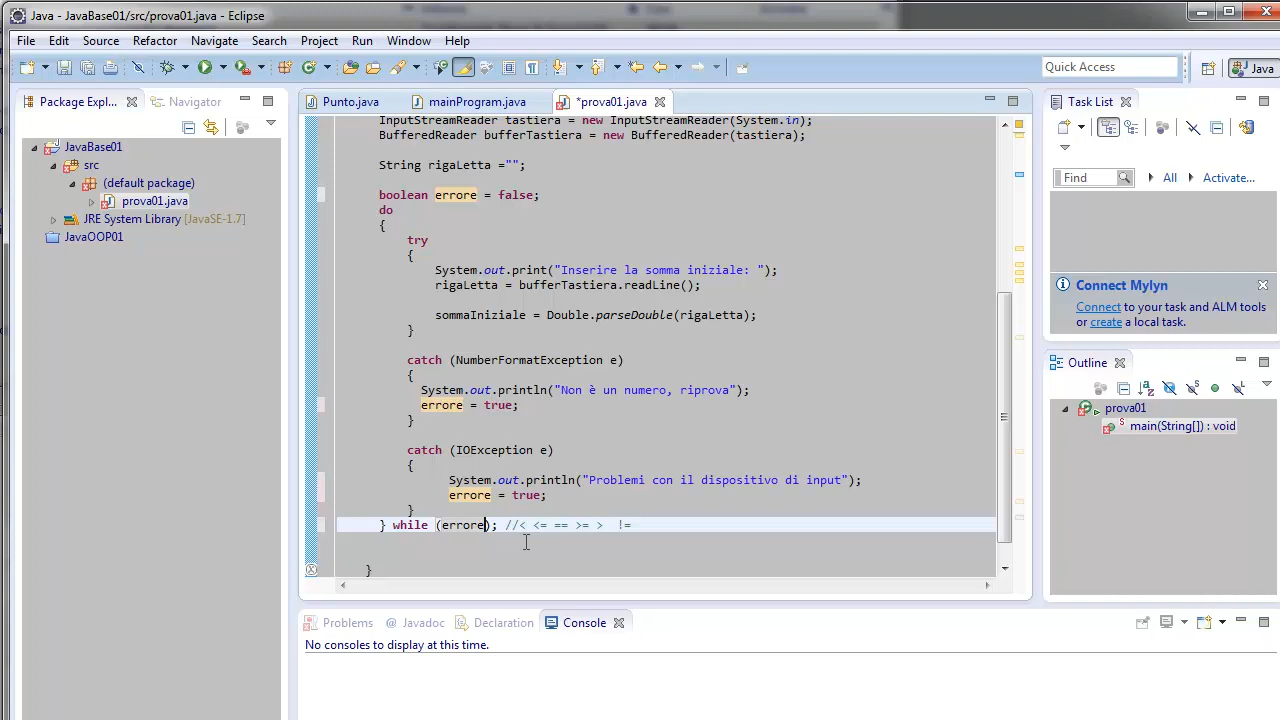 Java - JavaBase01/src/prova01.java - Eclipse
File Edit Source Refactor Navigate Search Project Run Window Help
Quick Access
Java
Package Expl...
Navigator
JavaBase01
src
(default package)
prova01.java
JRE System Library [JavaSE-1.7]
JavaOOP01
Punto.java mainProgram.java *prova01.java
InputStreamReader tastiera = new InputStreamReader(System.in);
BufferedReader bufferTastiera = new BufferedReader(tastiera);
String rigaLetta ="";
boolean errore = false;
do
{
try
{
System.out.print("Inserire la somma iniziale: ");
rigaLetta = bufferTastiera.readLine();
sommaIniziale = Double.parseDouble(rigaLetta);
}
catch (NumberFormatException e)
{
System.out.println("Non è un numero, riprova");
errore = true;
}
catch (IOException e)
{
System.out.println("Problemi con il dispositivo di input");
errore = true;
}
} while (errore); //< <= == >= > !=
}
Problems @ Javadoc Declaration Console
No consoles to display at this time.
Task List
Find All Activate...
Connect Mylyn
Connect to your task and ALM tools
or create a local task.
Outline
prova01
main(String[]) : void